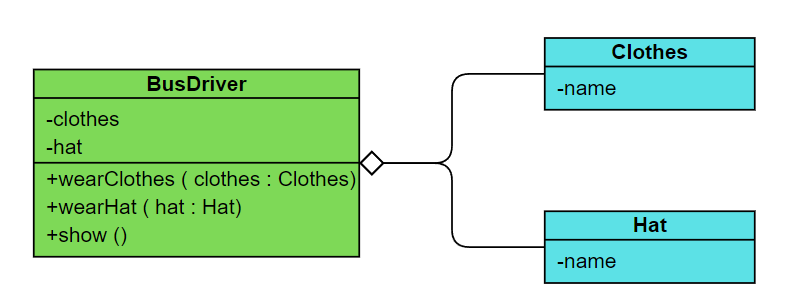 BusDriver
-clothes
-hat
+wearClothes ( clothes : Clothes)
+wearHat ( hat : Hat)
+show ()
Clothes
-name
Hat
-name